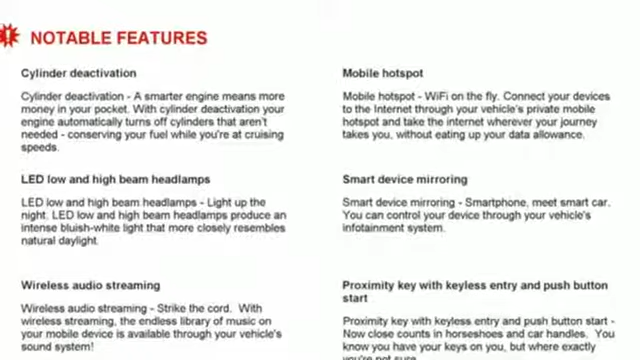 NOTABLE FEATURES
Cylinder deactivation
Cylinder deactivation - A smarter engine means more
money in your pocket. With cylinder deactivation your
engine automatically turns off cylinders that aren't
needed - conserving your fuel while you're at cruising
speeds.
LED low and high beam headlamps
LED low and high beam headlamps - Light up the
night. LED low and high beam headlamps produce an
intense bluish-white light that more closely resembles
natural daylight.
Wireless audio streaming
Wireless audio streaming - Strike the cord. With
wireless streaming, the endless library of music on
your mobile device is available through your vehicle's
sound system!
Mobile hotspot
Mobile hotspot - WiFi on the fly. Connect your devices
to the Internet through your vehicle's private mobile
hotspot and take the internet wherever your journey
takes you, without eating up your data allowance.
Smart device mirroring
Smart device mirroring - Smartphone, meet smart car.
You can control your device through your vehicle's
infotainment system.
Proximity key with keyless entry and push button
start
Proximity key with keyless entry and push button start -
Now close counts in horseshoes and car handles. You
know you have your keys on you, but where exactly
you're not sure